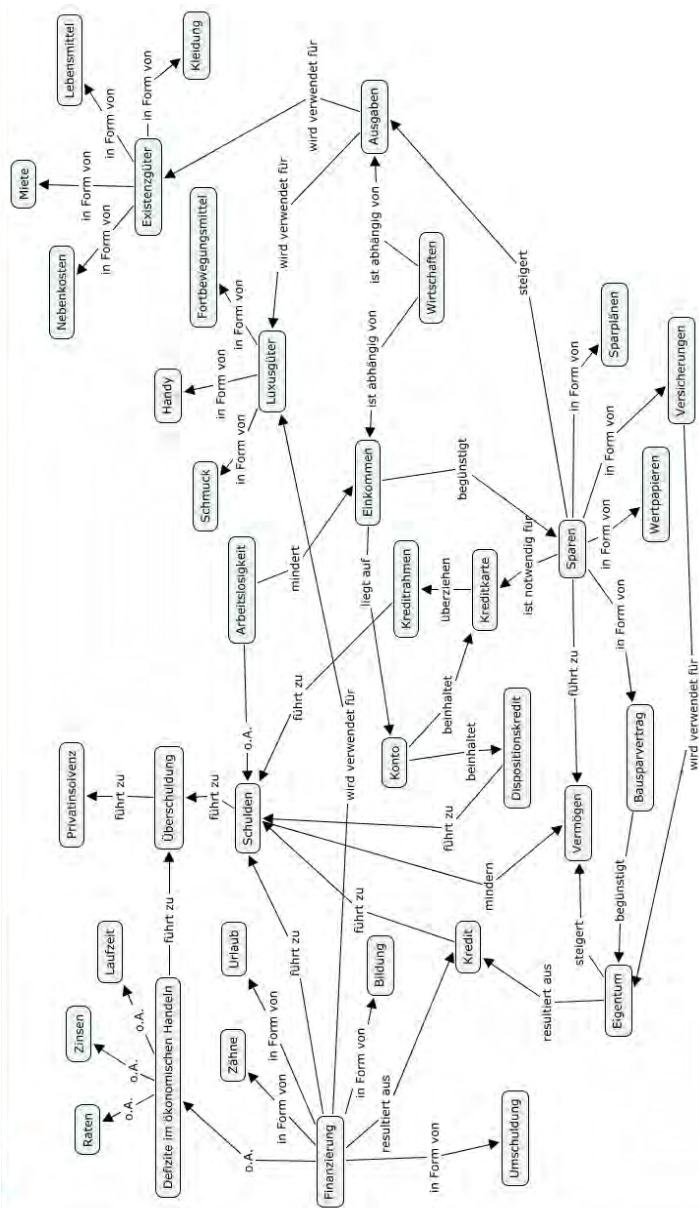 Raten
o.A.
Zinsen
o.A.
Laufzeit
o.A.
Defizite im ökonomischen Handeln
führt zu
Überschuldung
führt zu
Privatinsolvenz
o.A.
Zähne
in Form von
Urlaub
in Form von
führt zu
Schulden
führt zu
o.A.
Arbeitslosigkeit
mindert
Schmuck
in Form von
Handy
in Form von
Fortbewegungsmittel
in Form von
Luxusgüter
Nebenkosten
in Form von
Miete
in Form von
Lebensmittel
in Form von
Kleidung
in Form von
Existenzgüter
wird verwendet für
wird verwendet für
Finanzierung
wird verwendet für
in Form von
Bildung
resultiert aus
in Form von
Umschuldung
Kredit
führt zu
mindern
führt zu
führt zu
Konto
liegt auf
beinhaltet
beinhaltet
Dispositionskredit
Kreditkarte
überziehen
Kreditrahmen
Einkommen
ist abhängig von
Wirtschaften
ist abhängig von
Ausgaben
begünstigt
steigert
ist notwendig für
Sparen
führt zu
Vermögen
in Form von
Bausparvertrag
in Form von
Wertpapieren
in Form von
Versicherungen
in Form von
Sparplänen
begünstigt
steigert
resultiert aus
Eigentum
wird verwendet für